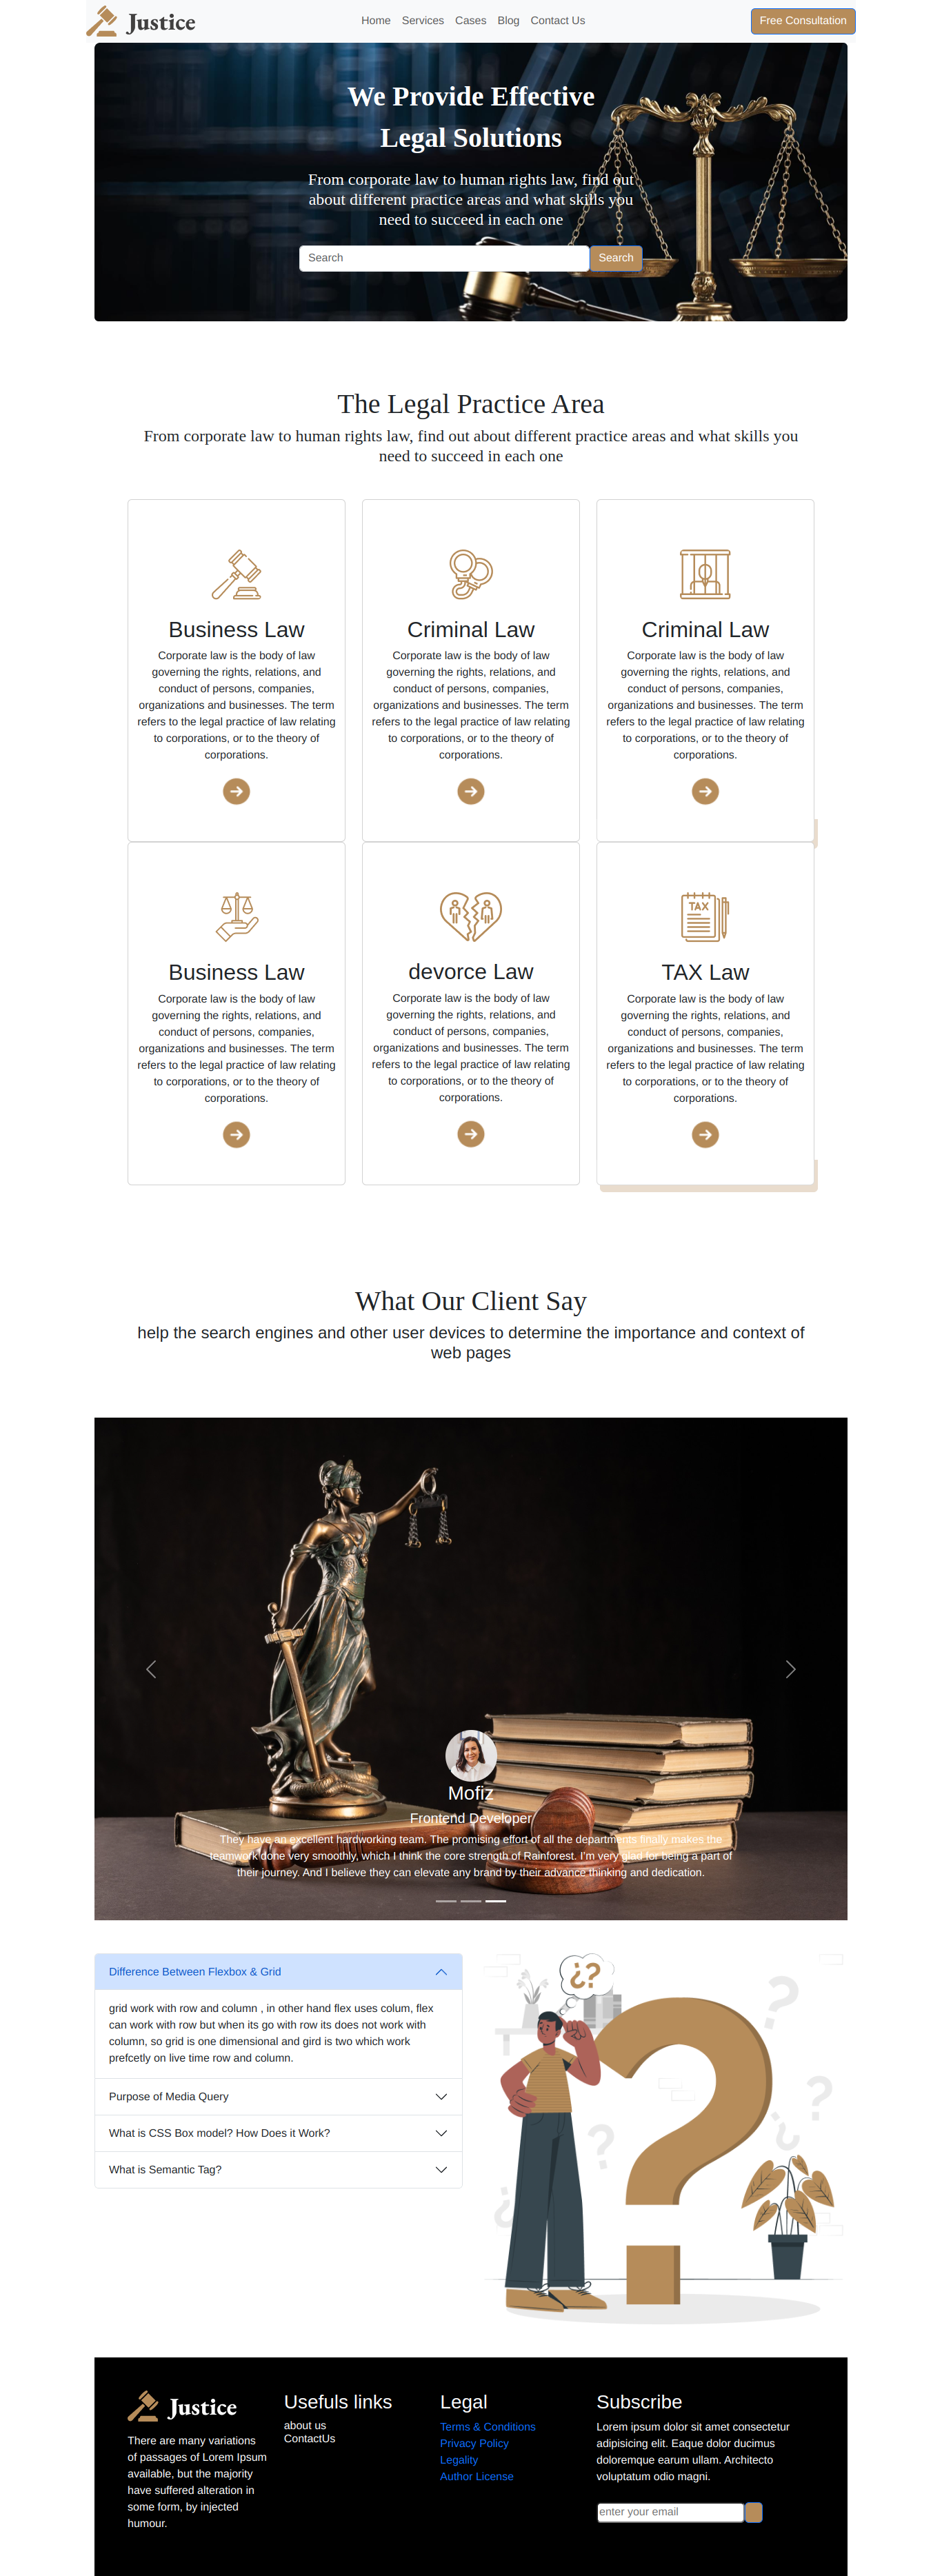 Justice
Home Services Cases Blog Contact Us
Free Consultation
We Provide Effective
Legal Solutions
From corporate law to human rights law, find out
about different practice areas and what skills you
need to succeed in each one
Search
Search
The Legal Practice Area
From corporate law to human rights law, find out about different practice areas and what skills you
need to succeed in each one
Business Law
Corporate law is the body of law
governing the rights, relations, and
conduct of persons, companies,
organizations and businesses. The term
refers to the legal practice of law relating
to corporations, or to the theory of
corporations.
Criminal Law
Corporate law is the body of law
governing the rights, relations, and
conduct of persons, companies,
organizations and businesses. The term
refers to the legal practice of law relating
to corporations, or to the theory of
corporations.
Criminal Law
Corporate law is the body of law
governing the rights, relations, and
conduct of persons, companies,
organizations and businesses. The term
refers to the legal practice of law relating
to corporations, or to the theory of
corporations.
Business Law
Corporate law is the body of law
governing the rights, relations, and
conduct of persons, companies,
organizations and businesses. The term
refers to the legal practice of law relating
to corporations, or to the theory of
corporations.
devorce Law
Corporate law is the body of law
governing the rights, relations, and
conduct of persons, companies,
organizations and businesses. The term
refers to the legal practice of law relating
to corporations, or to the theory of
corporations.
TAX
TAX Law
Corporate law is the body of law
governing the rights, relations, and
conduct of persons, companies,
organizations and businesses. The term
refers to the legal practice of law relating
to corporations, or to the theory of
corporations.
What Our Client Say
help the search engines and other user devices to determine the importance and context of
web pages
Mofiz
Frontend Developer
They have an excellent hardworking team. The promising effort of all the departments finally makes the
teamwork done very smoothly, which I think the core strength of Rainforest. I'm very glad for being a part of
their journey. And I believe they can elevate any brand by their advance thinking and dedication.
Difference Between Flexbox & Grid
grid work with row and column , in other hand flex uses colum, flex
can work with row but when its go with row its does not work with
column, so grid is one dimensional and gird is two which work
prefcetly on live time row and column.
Purpose of Media Query
What is CSS Box model? How Does it Work?
What is Semantic Tag?
¿?
?
Justice
There are many variations
of passages of Lorem Ipsum
available, but the majority
have suffered alteration in
some form, by injected
humour.
Usefuls links
about us
ContactUs
Legal
Terms & Conditions
Privacy Policy
Legality
Author License
Subscribe
Lorem ipsum dolor sit amet consectetur
adipisicing elit. Eaque dolor ducimus
doloremque earum ullam. Architecto
voluptatum odio magni.
enter your email